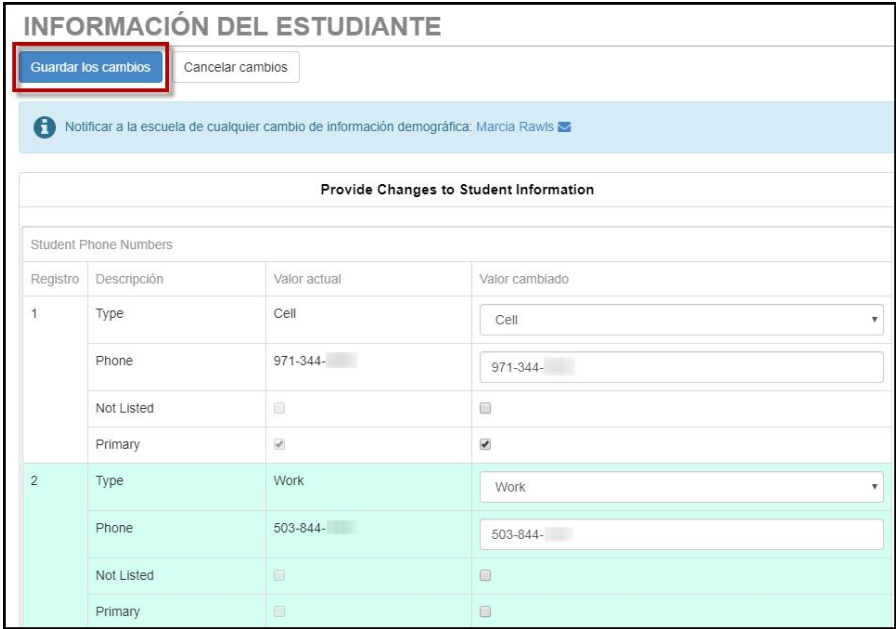 INFORMACIÓN DEL ESTUDIANTE
Guardar los cambios Cancelar cambios
Notificar a la escuela de cualquier cambio de información demográfica: Marcia Rawls
Provide Changes to Student Information
Student Phone Numbers
Registro Descripción Valor actual Valor cambiado
1 Type Cell Cell
Phone 971-344- 971-344-
Not Listed
Primary
2 Type Work Work
Phone 503-844- 503-844-
Not Listed
Primary